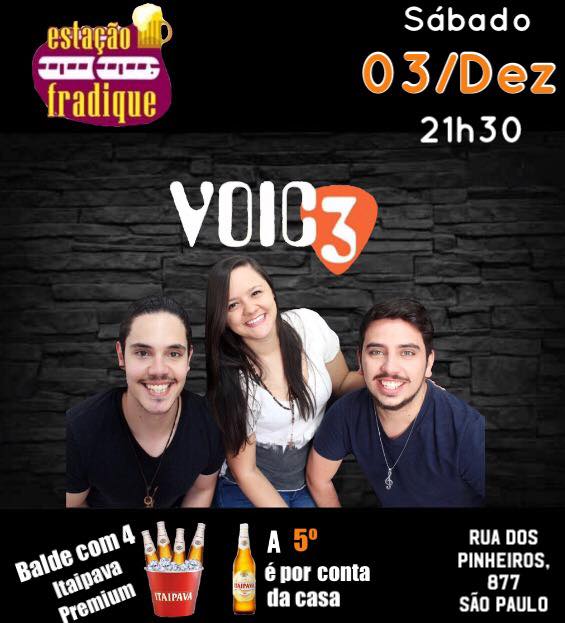 estação
fradique
Sábado
03/Dez
21h30
VOIC3
Balde com 4
Itaipava
Premium
ITAIPAVA
ITAIPAVA
A 5º
é por conta
da casa
RUA DOS
PINHEIROS,
877
SÃO PAULO